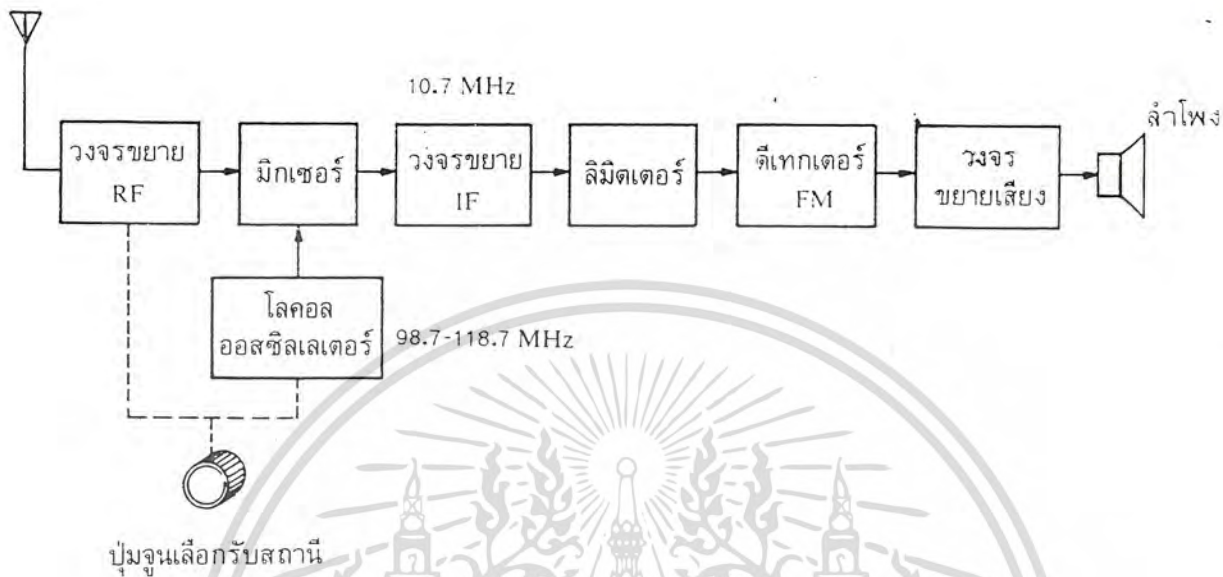 10.7 MHz
ลำโพง
วงจรขยาย
RF
มิกเซอร์
วงจรขยาย
IF
ลิมิตเตอร์
ดีเทกเตอร์
FM
วงจร
ขยายเสียง
โลคอล
ออสซิลเลเตอร์
98.7-118.7 MHz
ปุ่มจูนเลือกรับสถานี